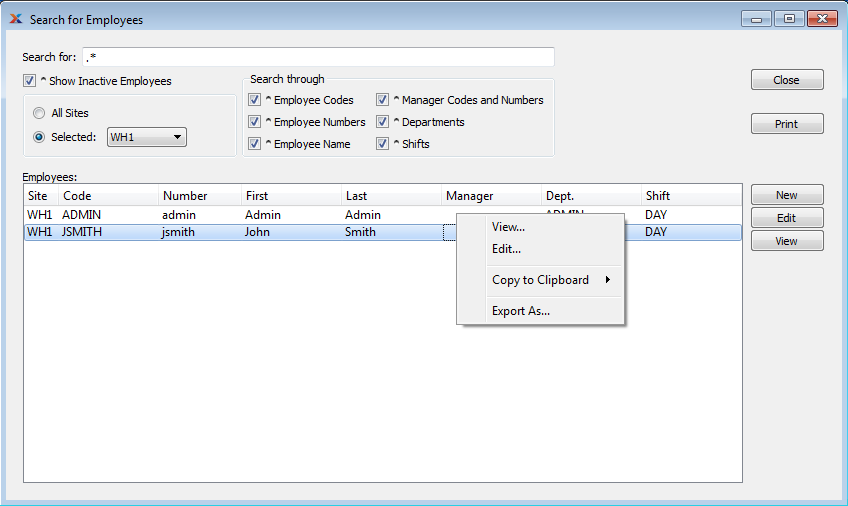 Search for Employees
Search for: .*
^ Show Inactive Employees
All Sites
Selected: WH1
Search through
^ Employee Codes ^ Manager Codes and Numbers
^ Employee Numbers ^ Departments
^ Employee Name ^ Shifts
Close
Print
Employees:
Site Code Number First Last Manager Dept. Shift
WH1 ADMIN admin Admin Admin ADMIN DAY
WH1 JSMITH jsmith John Smith DAY
New
Edit
View
View...
Edit...
Copy to Clipboard
Export As...